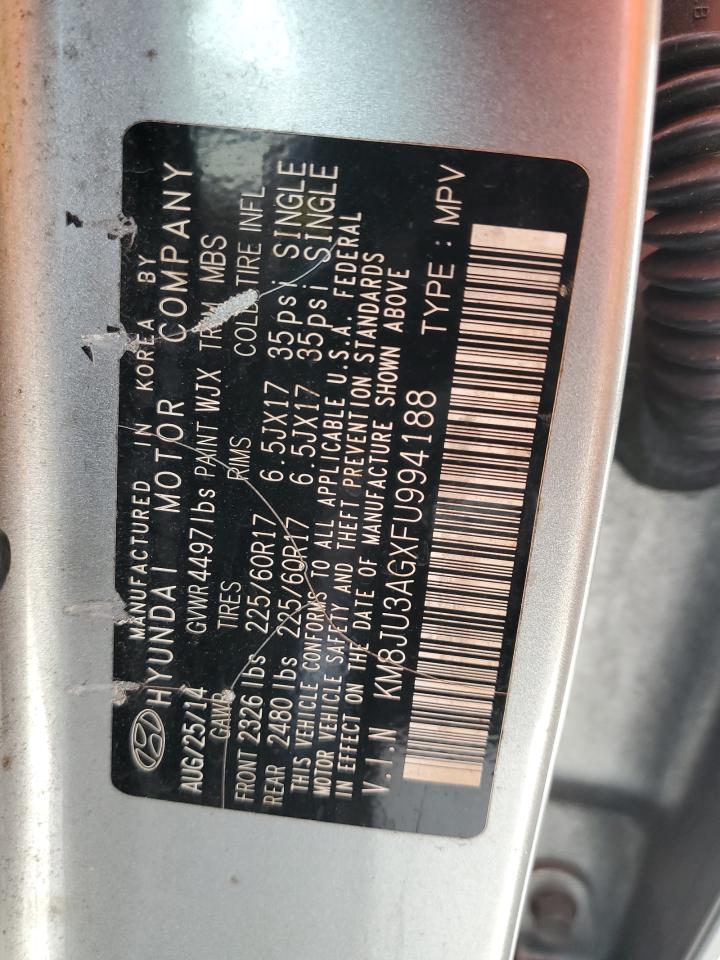 MANUFACTURED IN KOREA BY
HYUNDAI MOTOR COMPANY
AUG/25/14 GVWR 4497lbs PAINT WJX TRIM MBS
GAWR TIRES RIMS COLD TIRE INFL
FRONT 2326 lbs 225/60R17 6.5JX17 35psi SINGLE
REAR 2480 lbs 225/60R17 6.5JX17 35psi SINGLE
THIS VEHICLE CONFORMS TO ALL APPLICABLE U.S.A. FEDERAL
MOTOR VEHICLE SAFETY AND THEFT PREVENTION STANDARDS
IN EFFECT ON THE DATE OF MANUFACTURE SHOWN ABOVE
V.I.N KM8JU3AGXFU994188 TYPE : MPV